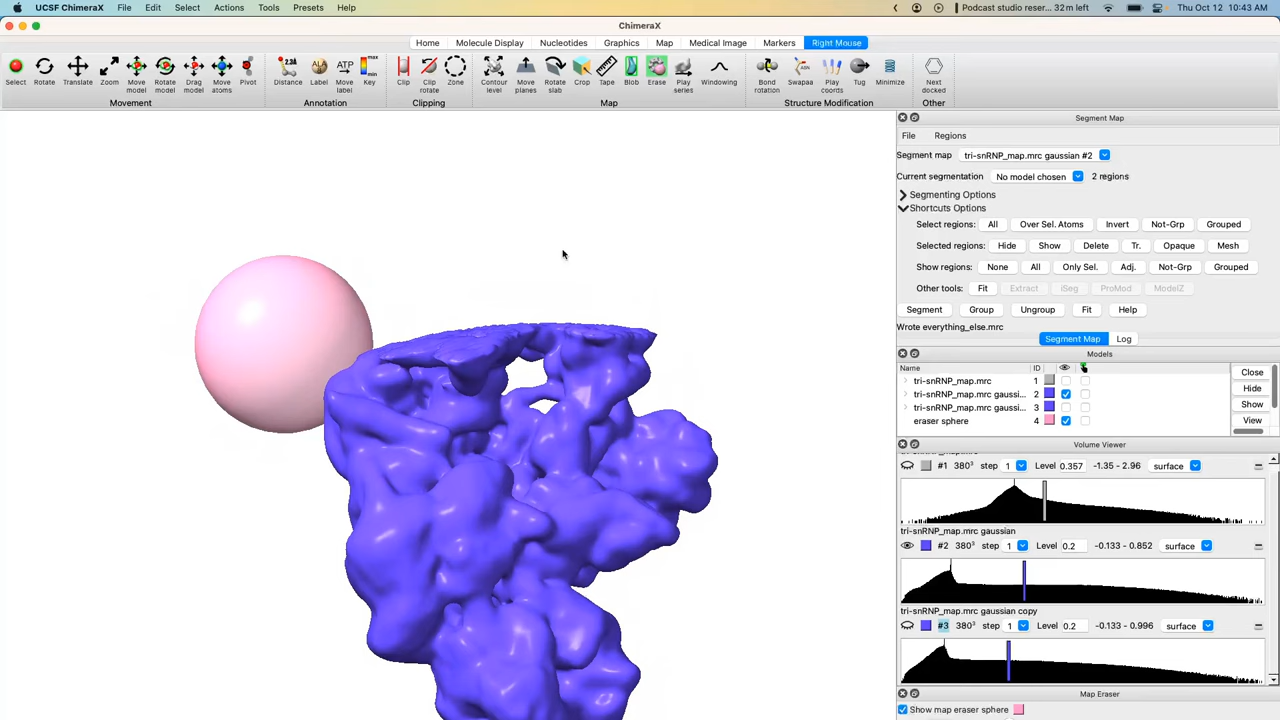 UCSF ChimeraX File Edit Select Actions Tools Presets Help Podcast studio reser... 32m left Thu Oct 12 10:43 AM
ChimeraX
Home Molecule Display Nucleotides Graphics Map Medical Image Markers Right Mouse
Select Rotate Translate Zoom Move model Rotate model Drag model Move atoms Pivot Distance Label Move label Key Clip Clip rotate Zone Contour level Move planes Rotate slab Crop Tape Blob Erase Play series Windowing Bond rotation Swapaa Play coords Tug Minimize Next docked
Movement Annotation Clipping Map Structure Modification Other
Segment Map
File Regions
Segment map tri-snRNP_map.mrc gaussian #2
Current segmentation No model chosen 2 regions
Segmenting Options
Shortcuts Options
Select regions: All Over Sel. Atoms Invert Not-Grp Grouped
Selected regions: Hide Show Delete Tr. Opaque Mesh
Show regions: None All Only Sel. Adj. Not-Grp Grouped
Other tools: Fit Extract iSeg ProMod ModelZ
Segment Group Ungroup Fit Help
Wrote everything_else.mrc
Segment Map Log
Models
Name ID
tri-snRNP_map.mrc 1
tri-snRNP_map.mrc gaussi... 2
tri-snRNP_map.mrc gaussi... 3
eraser sphere 4
Close
Hide
Show
View
Volume Viewer
#1 380³ step 1 Level 0.357 -1.35 - 2.96 surface
tri-snRNP_map.mrc gaussian
#2 380³ step 1 Level 0.2 -0.133 - 0.852 surface
tri-snRNP_map.mrc gaussian copy
#3 380³ step 1 Level 0.2 -0.133 - 0.996 surface
Map Eraser
Show map eraser sphere